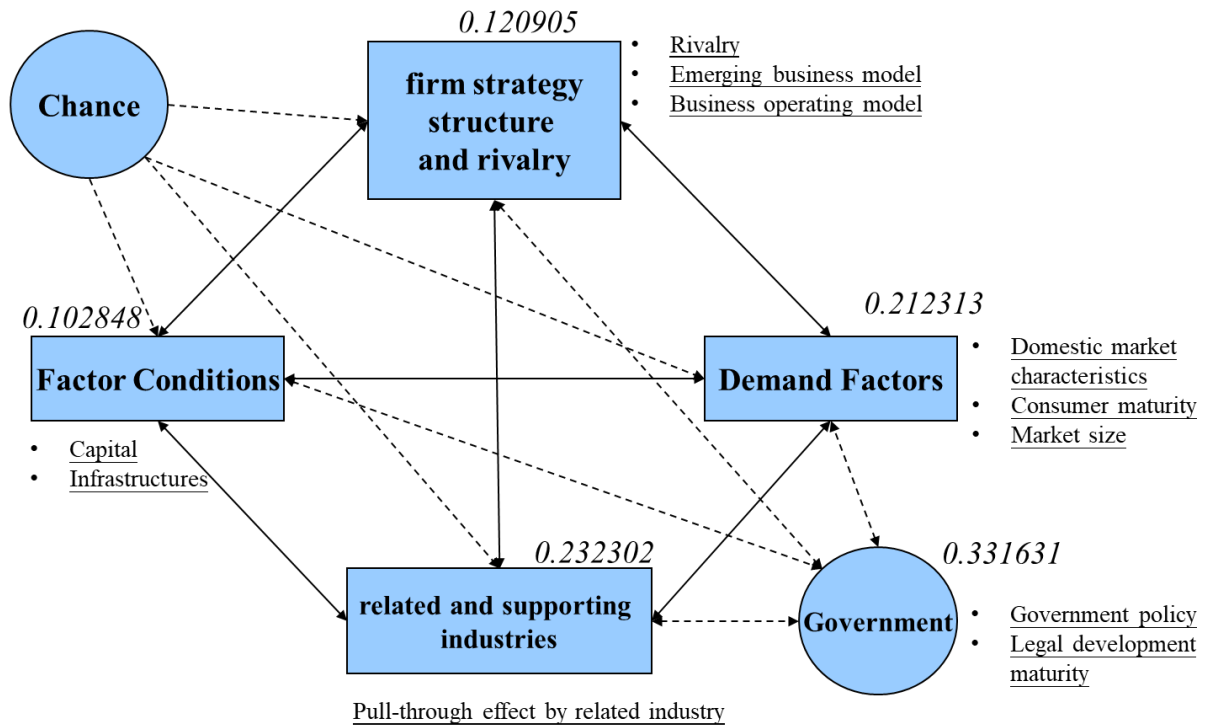 0.120905
Chance
firm strategy
structure
and rivalry
• Rivalry
• Emerging business model
• Business operating model
0.102848
Factor Conditions
• Capital
• Infrastructures
0.212313
Demand Factors
• Domestic market
characteristics
• Consumer maturity
• Market size
0.232302
related and supporting
industries
Pull-through effect by related industry
0.331631
Government
• Government policy
• Legal development
maturity